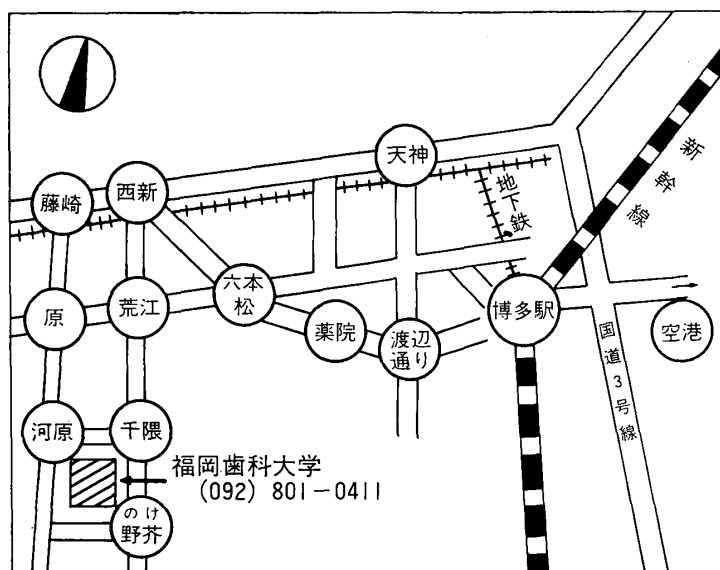 天神
新幹線
地下鉄
西新
藤崎
六本
松
荒江
原
薬院
渡辺
通り
博多駅
空港
国道3号線
河原
千隈
福岡歯科大学
(092) 801-0411
のけ
野芥